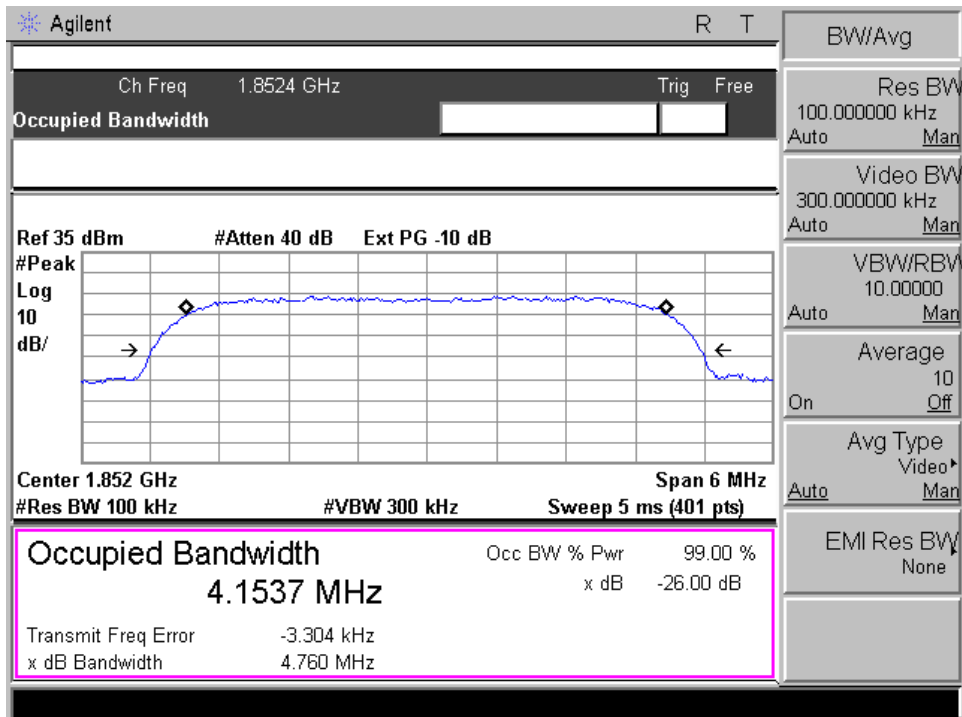 Agilent R T
Ch Freq 1.8524 GHz Trig Free
Occupied Bandwidth
Ref 35 dBm #Atten 40 dB Ext PG -10 dB
#Peak
Log
10
dB/
Center 1.852 GHz Span 6 MHz
#Res BW 100 kHz #VBW 300 kHz Sweep 5 ms (401 pts)
Occupied Bandwidth Occ BW % Pwr 99.00 %
4.1537 MHz x dB -26.00 dB
Transmit Freq Error -3.304 kHz
x dB Bandwidth 4.760 MHz
BW/Avg
Res BW
100.000000 kHz
Auto Man
Video BW
300.000000 kHz
Auto Man
VBW/RBW
10.00000
Auto Man
Average
10
On Off
Avg Type
Video
Auto Man
EMI Res BW
None